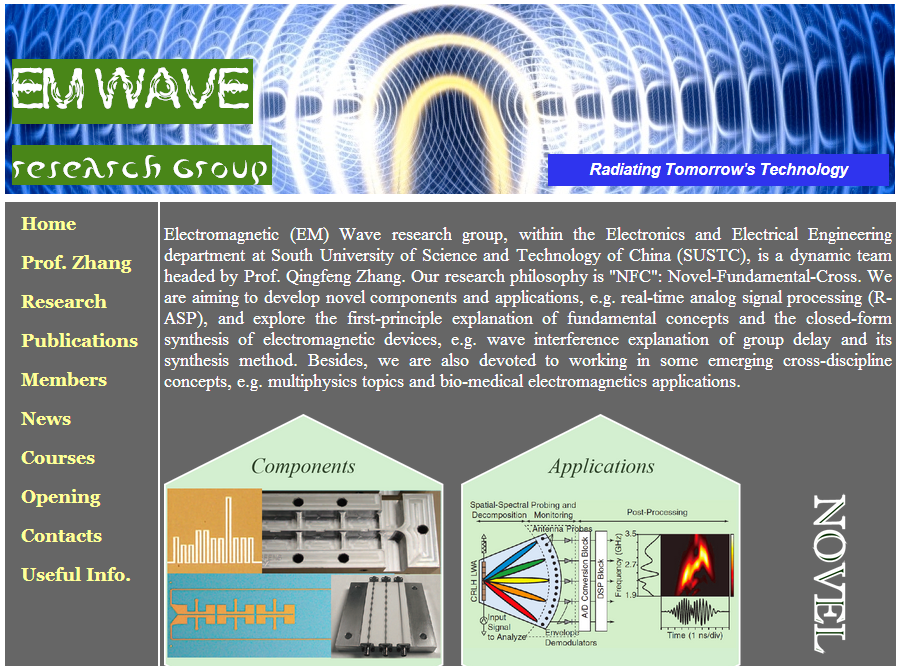 EM WAVE
research Group
Radiating Tomorrow's Technology
Home
Prof. Zhang
Research
Publications
Members
News
Courses
Opening
Contacts
Useful Info.
Electromagnetic (EM) Wave research group, within the Electronics and Electrical Engineering
department at South University of Science and Technology of China (SUSTC), is a dynamic team
headed by Prof. Qingfeng Zhang. Our research philosophy is "NFC": Novel-Fundamental-Cross. We
are aiming to develop novel components and applications, e.g. real-time analog signal processing (R-
ASP), and explore the first-principle explanation of fundamental concepts and the closed-form
synthesis of electromagnetic devices, e.g. wave interference explanation of group delay and its
synthesis method. Besides, we are also devoted to working in some emerging cross-discipline
concepts, e.g. multiphysics topics and bio-medical electromagnetics applications.
Components
Applications
Spatial-Spectral
Decomposition
Probing and
Monitoring
Post-Processing
Antenna Probes
CRLH LWA
Input
Signal
to Analyze
Envelope
Demodulators
A/D Conversion Block
DSP Block
Frequency (GHz)
3.5
2.7
1.9
Time (1 ns/div)
NOVEL